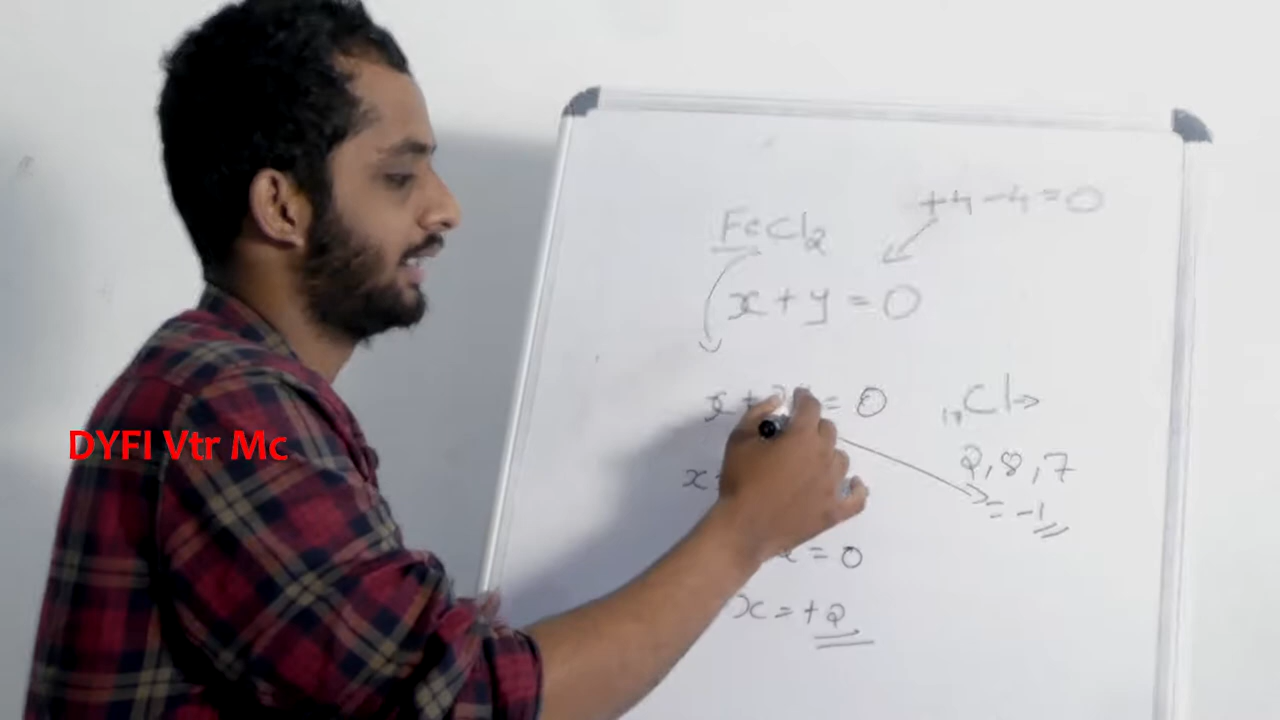 +4-4=0
FeCl₂
x+y=0
= 0
₁₇Cl→
2,8,7
= -1
x = 0
x = +2
DYFI Vtr Mc